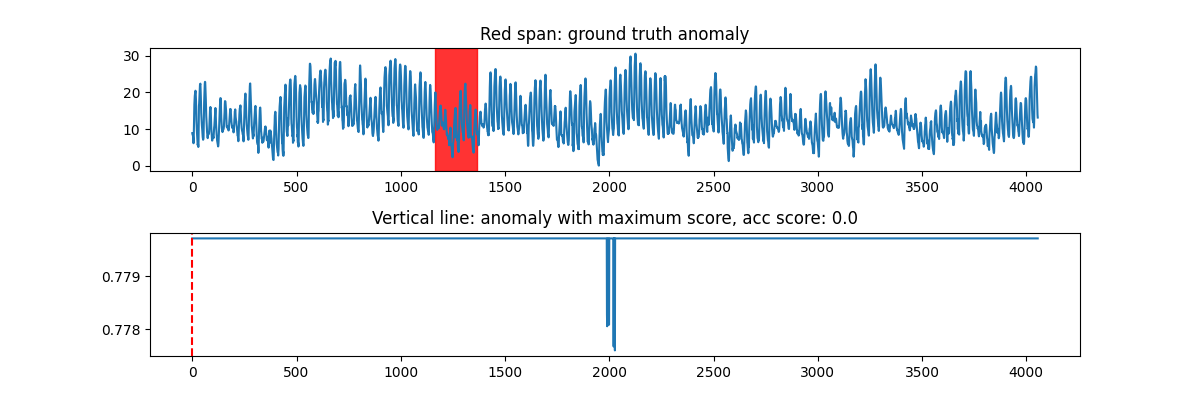 Red span: ground truth anomaly
30
20
10
0
0 500 1000 1500 2000 2500 3000 3500 4000
Vertical line: anomaly with maximum score, acc score: 0.0
0.779
0.778
0 500 1000 1500 2000 2500 3000 3500 4000